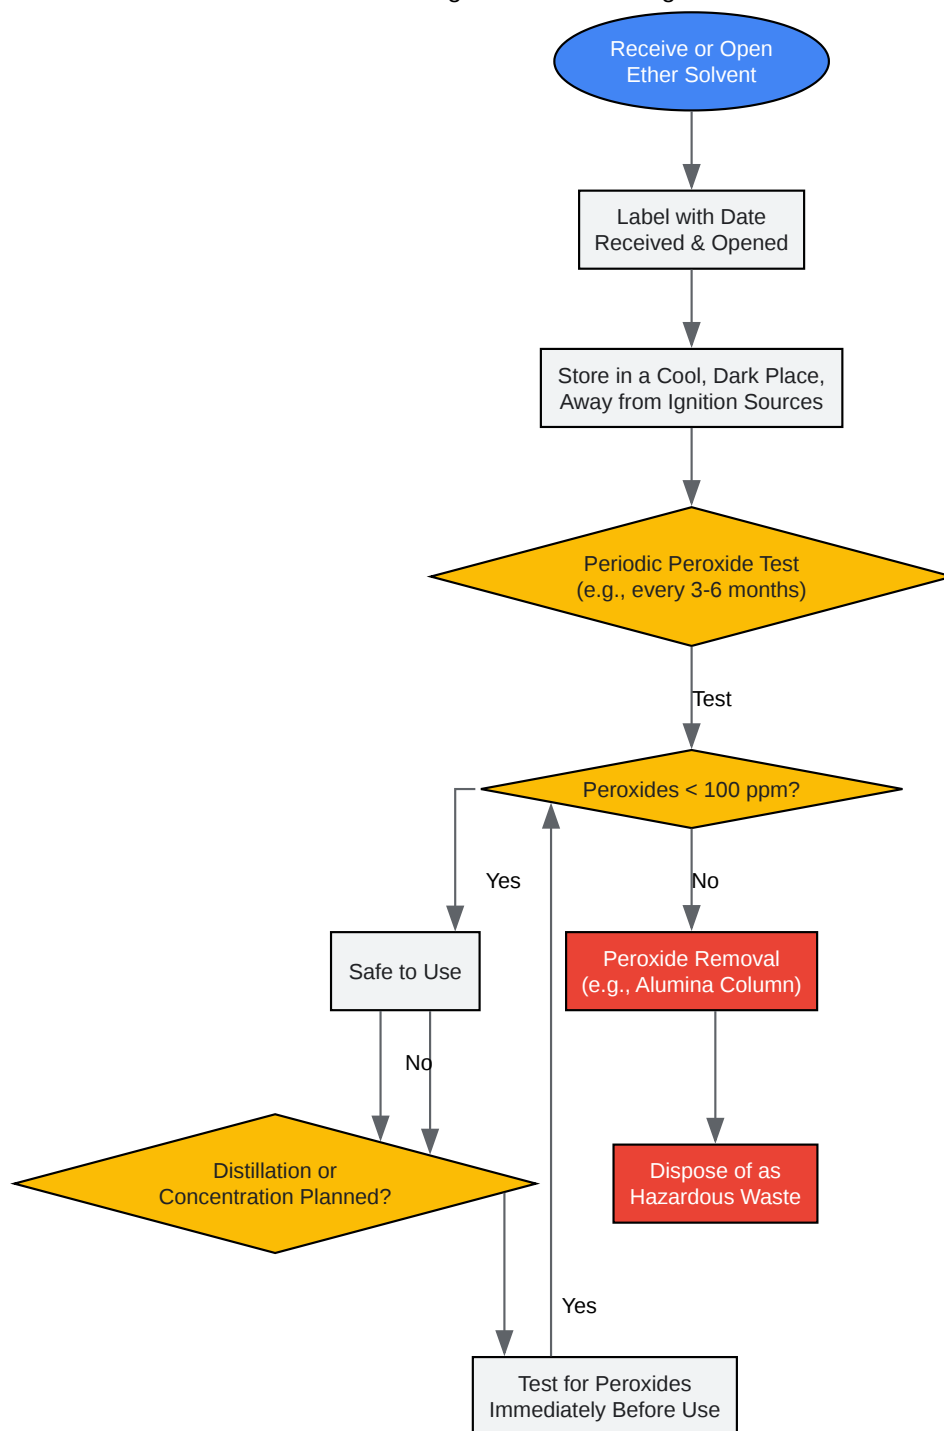 Receive or Open
Ether Solvent
Label with Date
Received & Opened
Store in a Cool, Dark Place,
Away from Ignition Sources
Periodic Peroxide Test
(e.g., every 3-6 months)
Test
Peroxides < 100 ppm?
Yes
No
Safe to Use
Peroxide Removal
(e.g., Alumina Column)
No
Distillation or
Concentration Planned?
Dispose of as
Hazardous Waste
Yes
Test for Peroxides
Immediately Before Use